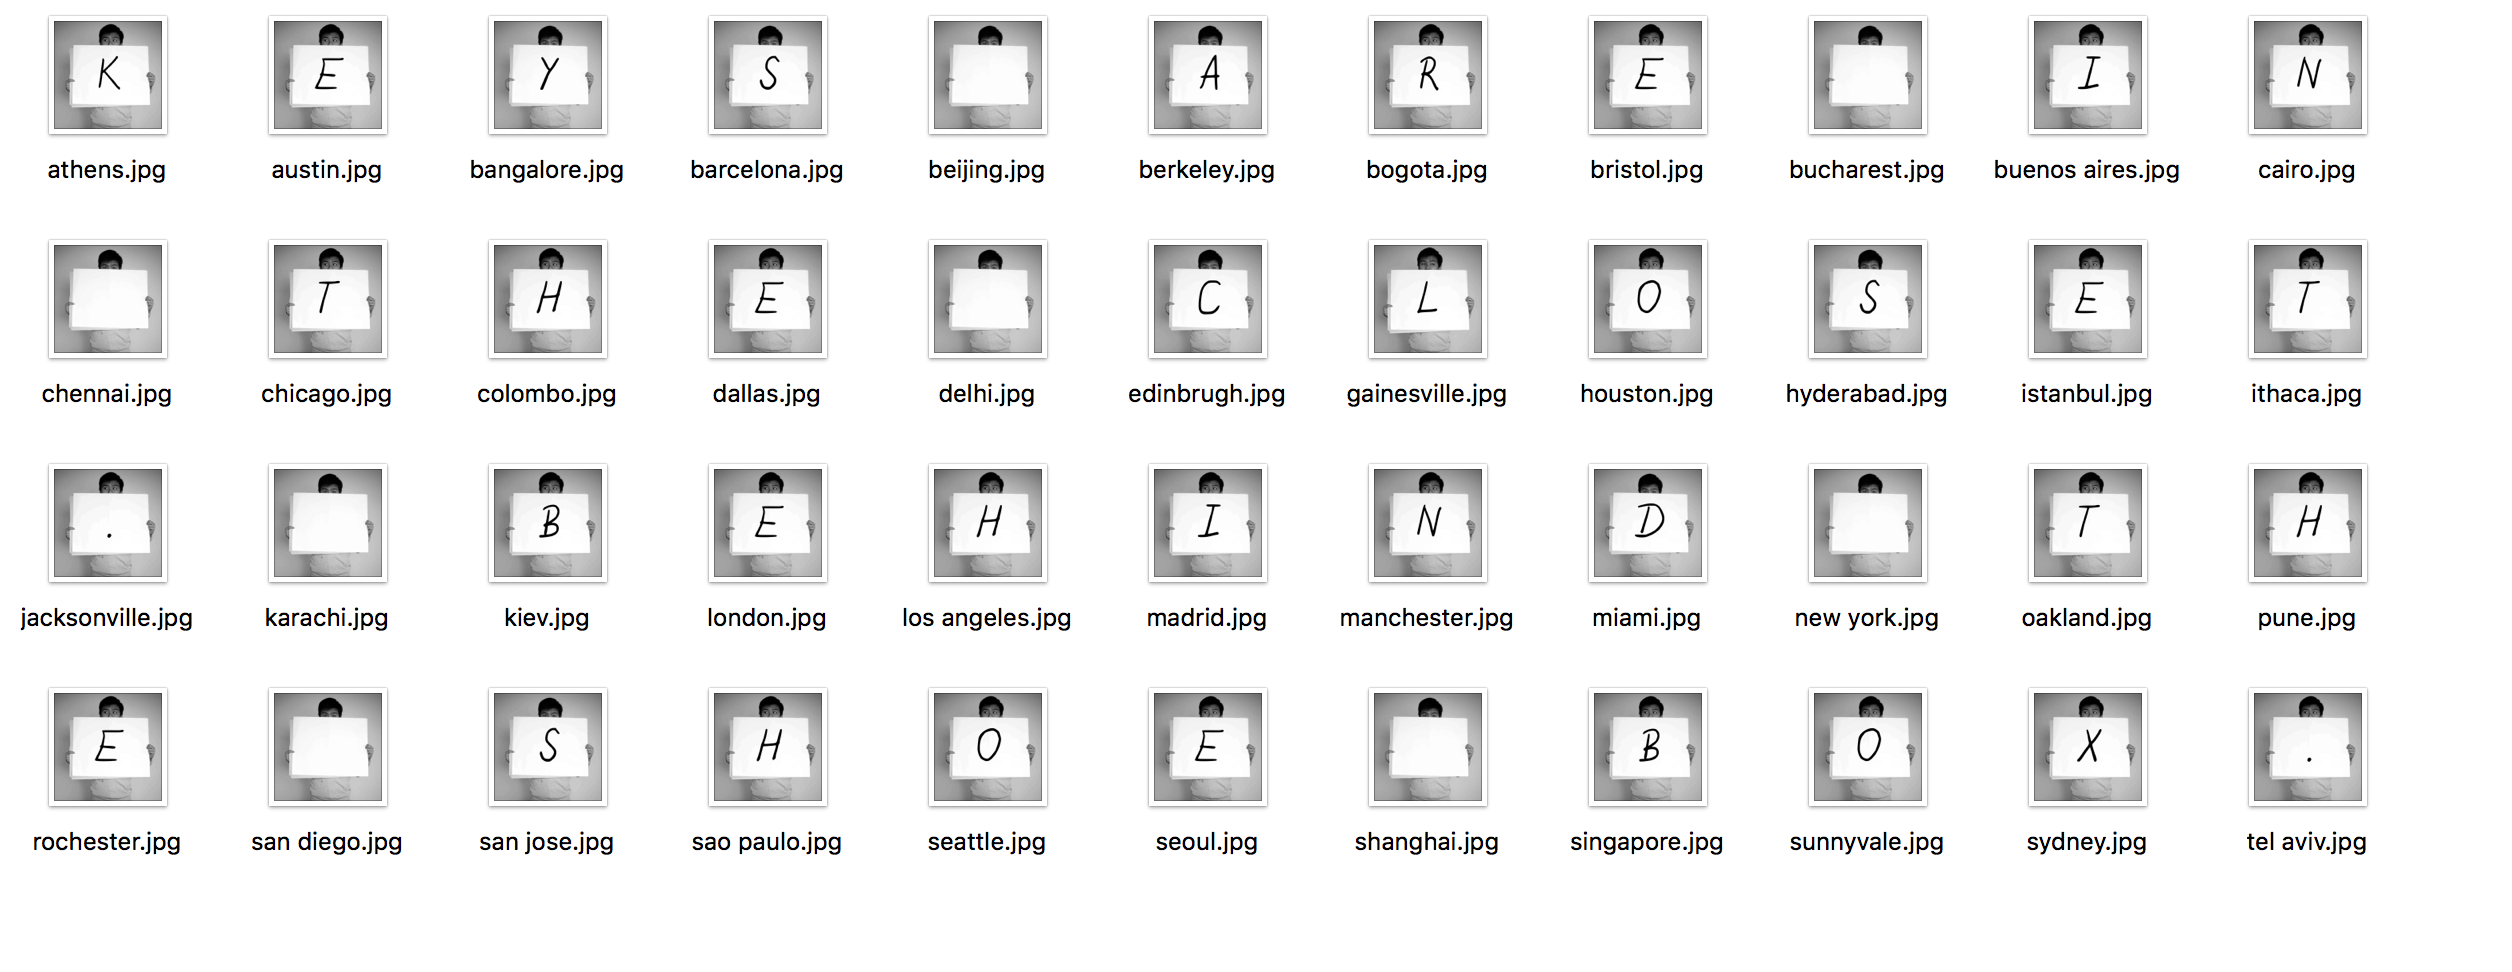 K E Y S A R E I N
athens.jpg austin.jpg bangalore.jpg barcelona.jpg beijing.jpg berkeley.jpg bogota.jpg bristol.jpg bucharest.jpg buenos aires.jpg cairo.jpg
T H E C L O S E T
chennai.jpg chicago.jpg colombo.jpg dallas.jpg delhi.jpg edinbrugh.jpg gainesville.jpg houston.jpg hyderabad.jpg istanbul.jpg ithaca.jpg
. B E H I N D T H
jacksonville.jpg karachi.jpg kiev.jpg london.jpg los angeles.jpg madrid.jpg manchester.jpg miami.jpg new york.jpg oakland.jpg pune.jpg
E S H O E B O X .
rochester.jpg san diego.jpg san jose.jpg sao paulo.jpg seattle.jpg seoul.jpg shanghai.jpg singapore.jpg sunnyvale.jpg sydney.jpg tel aviv.jpg